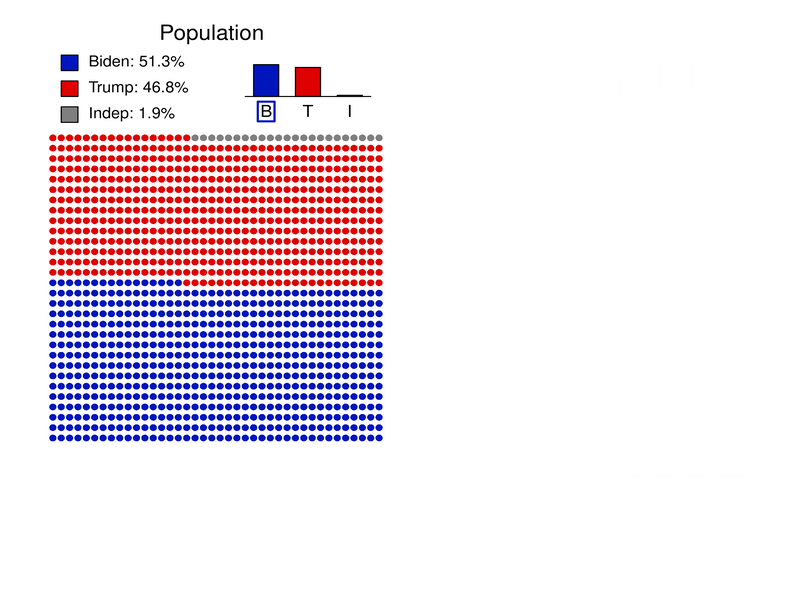 Population
Biden: 51.3%
Trump: 46.8%
Indep: 1.9%
B T I